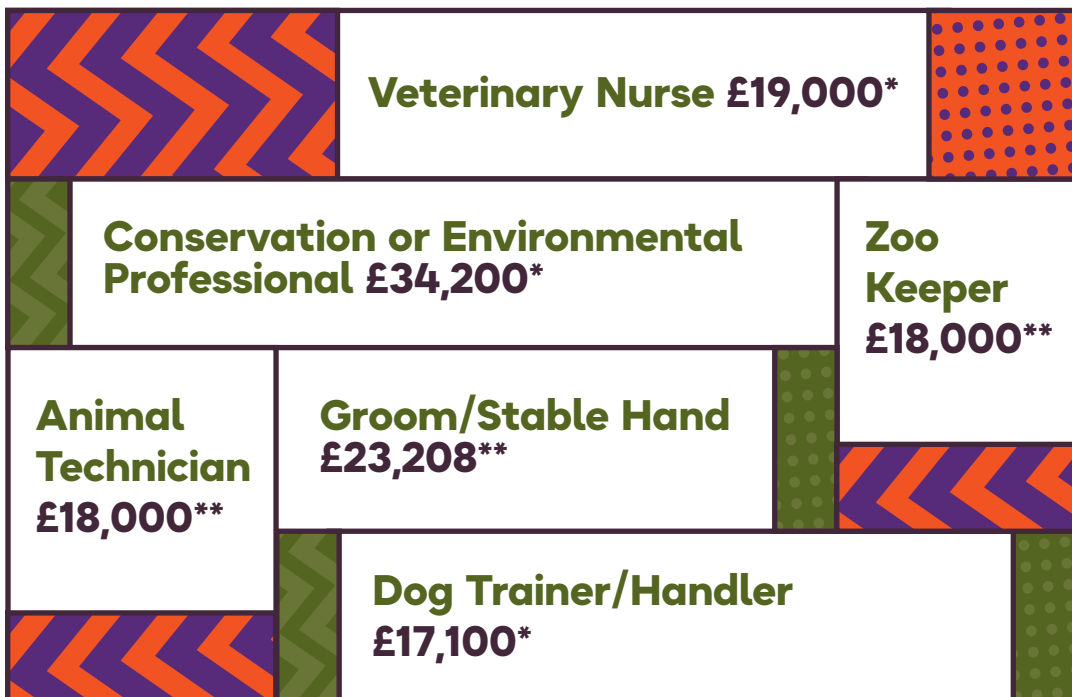 Veterinary Nurse £19,000*
Conservation or Environmental
Professional £34,200*
Zoo
Keeper
£18,000**
Animal
Technician
£18,000**
Groom/Stable Hand
£23,208**
Dog Trainer/Handler
£17,100*